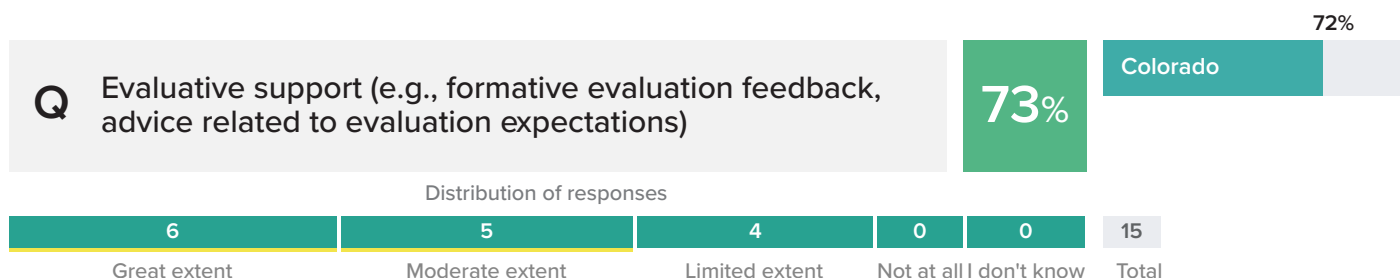 72%
Q Evaluative support (e.g., formative evaluation feedback,
advice related to evaluation expectations)
73%
Colorado
Distribution of responses
6 5 4 0 0 15
Great extent Moderate extent Limited extent Not at all I don't know Total